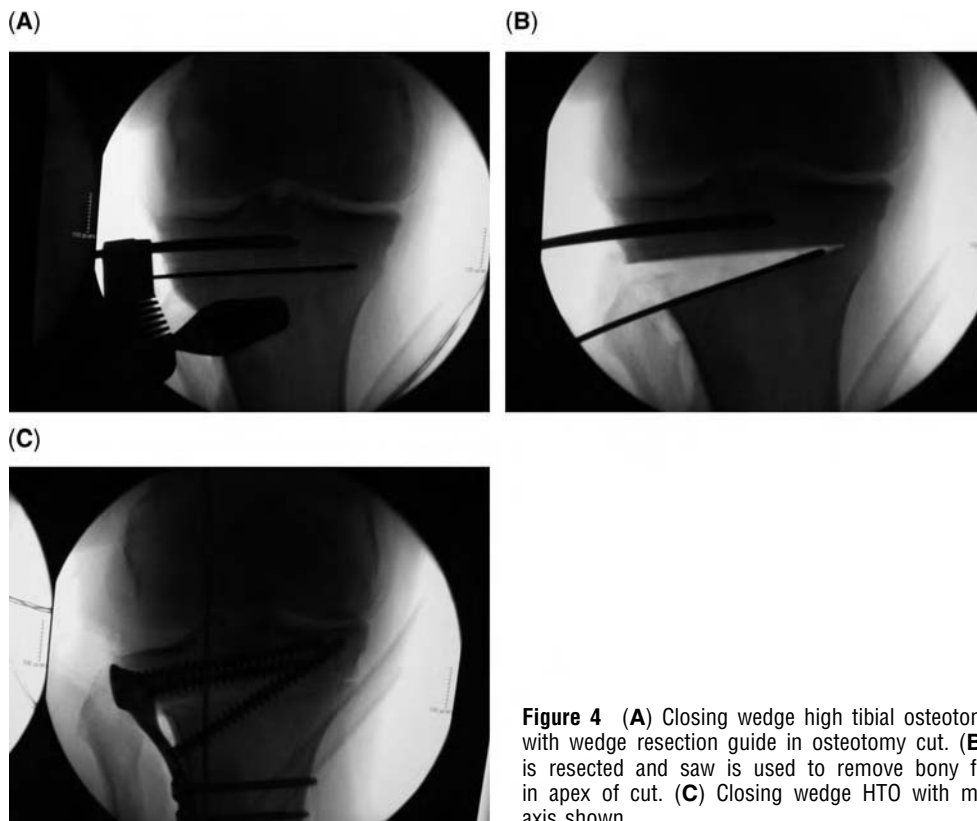 (A)
(B)
(C)
Figure 4 (A) Closing wedge high tibial osteoton
with wedge resection guide in osteotomy cut. (B
is resected and saw is used to remove bony f
in apex of cut. (C) Closing wedge HTO with m
axis shown